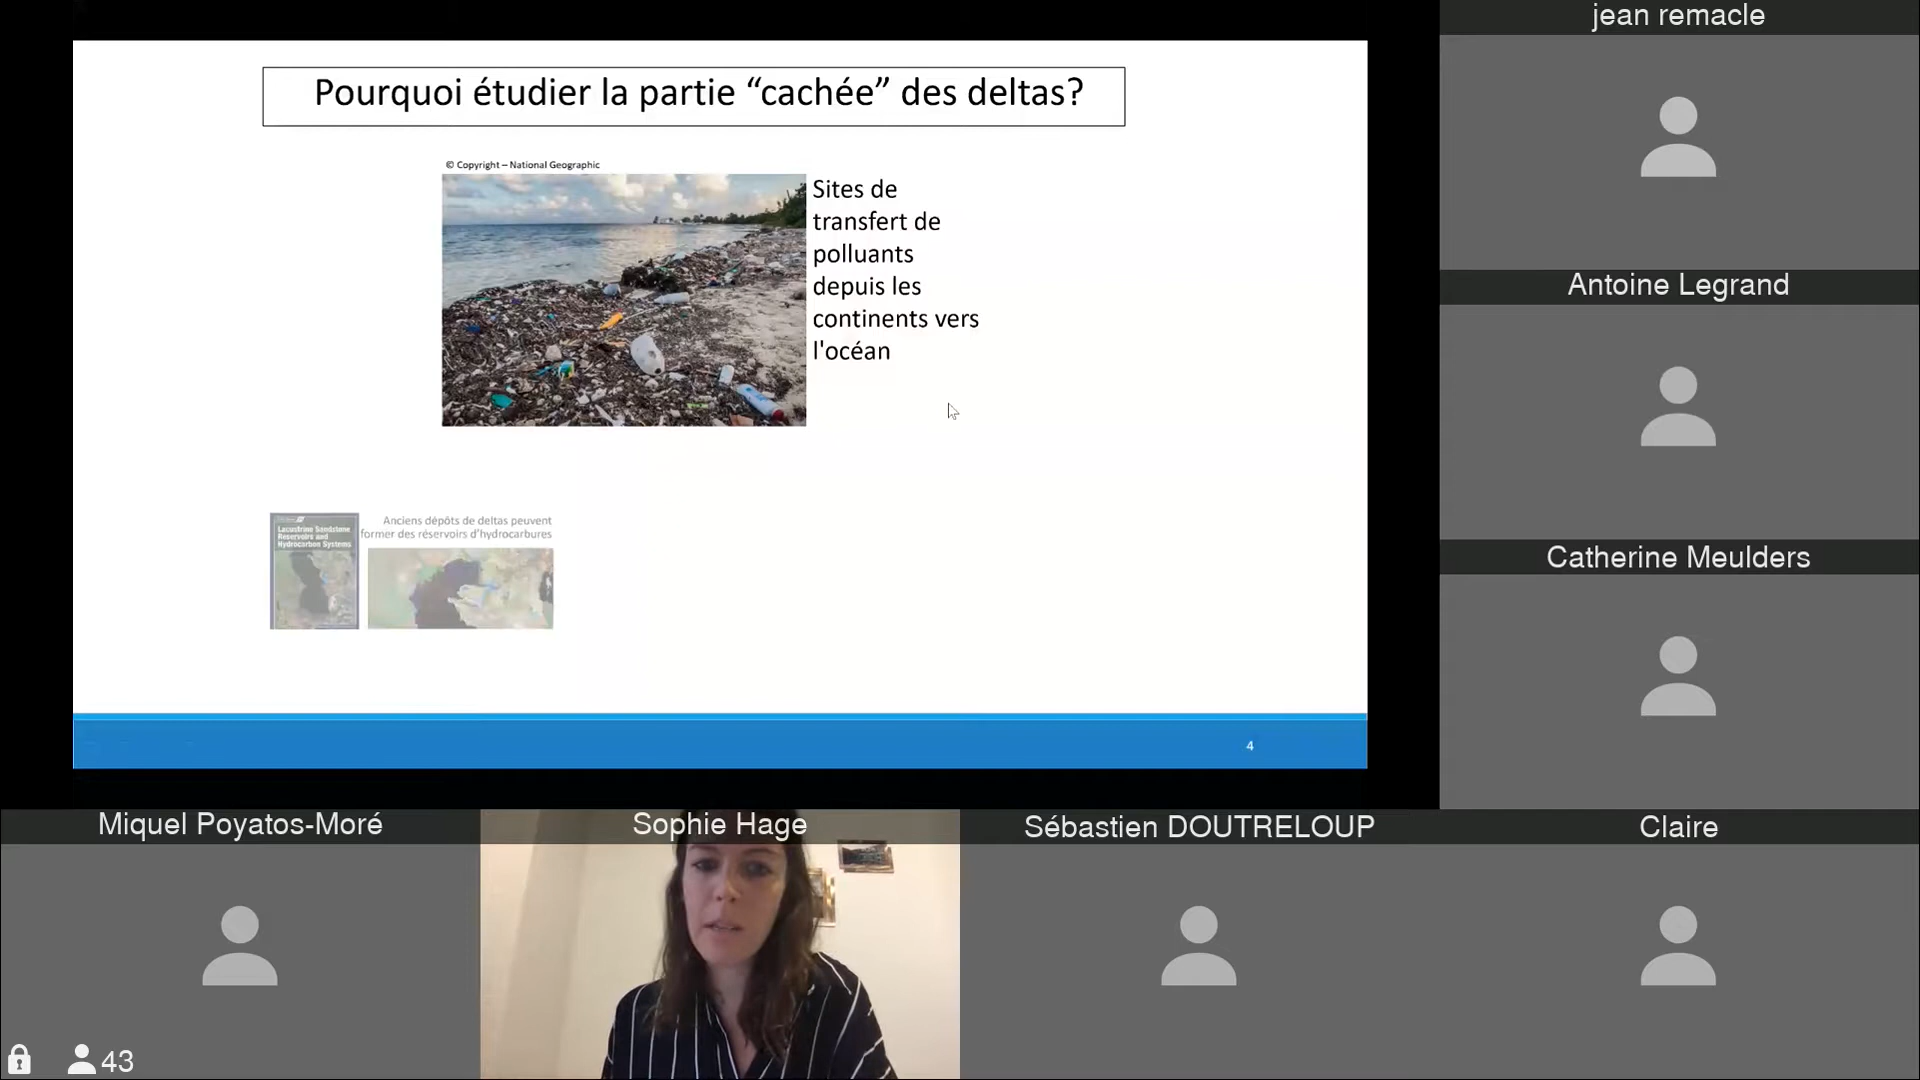 jean remacle
Pourquoi étudier la partie “cachée” des deltas?
© Copyright – National Geographic
Sites de
transfert de
polluants
depuis les
continents vers
l'océan
Antoine Legrand
Anciens dépôts de deltas peuvent
former des réservoirs d'hydrocarbures
Lacustrine Sandstone
Reservoirs and
Hydrocarbon Systems
Catherine Meulders
4
Miquel Poyatos-Moré
Sophie Hage
Sébastien DOUTRELOUP
Claire
43